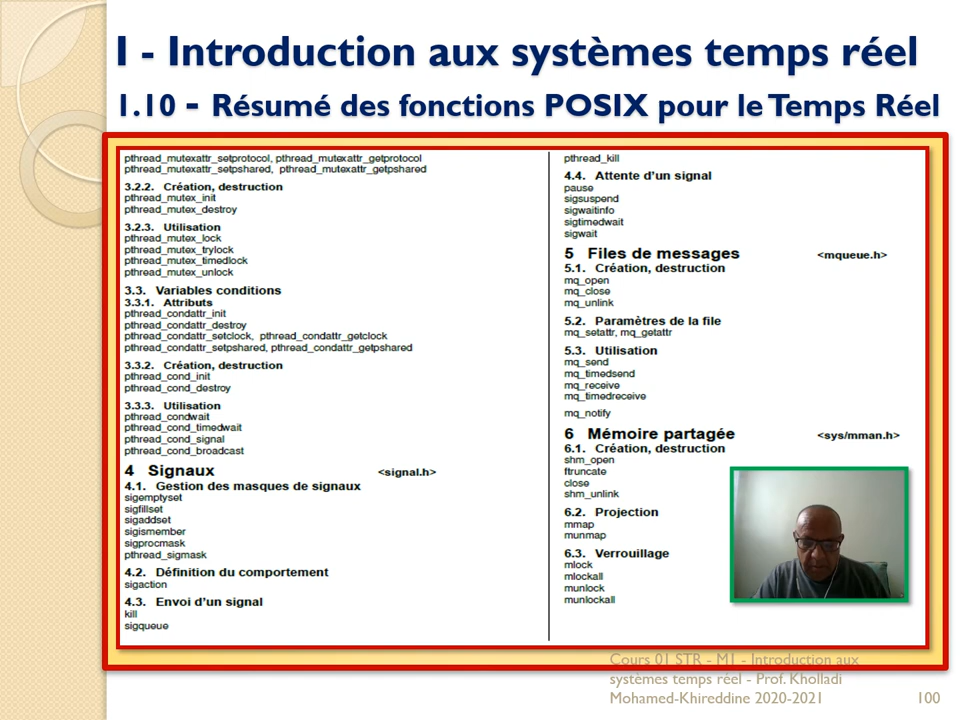 I - Introduction aux systèmes temps réel
1.10 - Résumé des fonctions POSIX pour le Temps Réel
pthread_mutexattr_setprotocol, pthread_mutexattr_getprotocol
pthread_mutexattr_setpshared, pthread_mutexattr_getpshared
3.2.2. Création, destruction
pthread_mutex_init
pthread_mutex_destroy
3.2.3. Utilisation
pthread_mutex_lock
pthread_mutex_trylock
pthread_mutex_timedlock
pthread_mutex_unlock
3.3. Variables conditions
3.3.1. Attributs
pthread_condattr_init
pthread_condattr_destroy
pthread_condattr_setclock, pthread_condattr_getclock
pthread_condattr_setpshared, pthread_condattr_getpshared
3.3.2. Création, destruction
pthread_cond_init
pthread_cond_destroy
3.3.3. Utilisation
pthread_condwait
pthread_cond_timedwait
pthread_cond_signal
pthread_cond_broadcast
4 Signaux <signal.h>
4.1. Gestion des masques de signaux
sigemptyset
sigfillset
sigaddset
sigismember
sigprocmask
pthread_sigmask
4.2. Définition du comportement
sigaction
4.3. Envoi d'un signal
kill
sigqueue
pthread_kill
4.4. Attente d'un signal
pause
sigsuspend
sigwaitinfo
sigtimedwait
sigwait
5 Files de messages <mqueue.h>
5.1. Création, destruction
mq_open
mq_close
mq_unlink
5.2. Paramètres de la file
mq_setattr, mq_getattr
5.3. Utilisation
mq_send
mq_timedsend
mq_receive
mq_timedreceive
mq_notify
6 Mémoire partagée <sys/mman.h>
6.1. Création, destruction
shm_open
ftruncate
close
shm_unlink
6.2. Projection
mmap
munmap
6.3. Verrouillage
mlock
mlockall
munlock
munlockall
Cours 01 STR - M1 - Introduction aux
systèmes temps réel - Prof. Kholladi
Mohamed-Khireddine 2020-2021 100